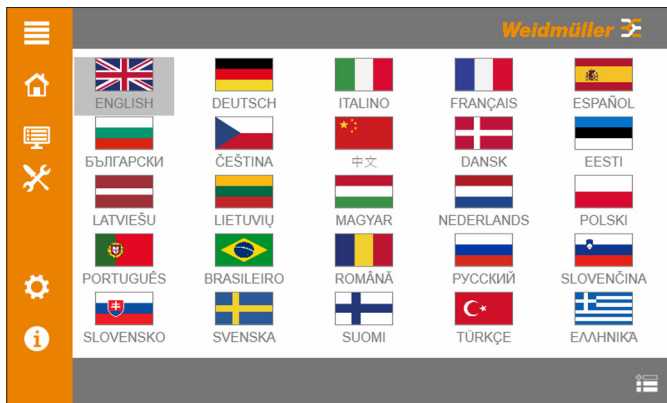 Weidmüller
ENGLISH DEUTSCH ITALINO FRANÇAIS ESPAÑOL
БЪЛГАРСКИ ČEŠTINA 中文 DANSK EESTI
LATVIEŠU LIETUVIŲ MAGYAR NEDERLANDS POLSKI
PORTUGUÊS BRASILEIRO ROMÂNĂ РУССКИЙ SLOVENČINA
SLOVENSKO SVENSKA SUOMI TÜRKÇE ΕΛΛΗΝΙΚΆ